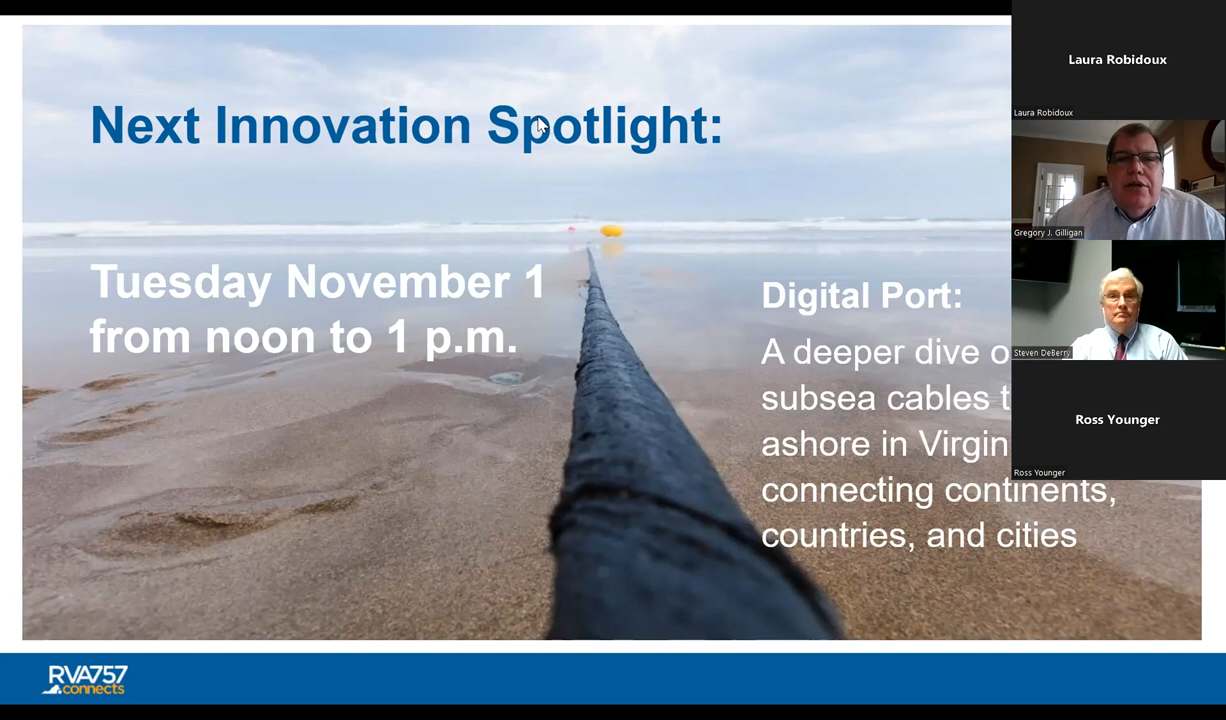 Next Innovation Spotlight:
Tuesday November 1
from noon to 1 p.m.
Digital Port:
A deeper dive
subsea cables
ashore in
connecting continents,
countries, and cities
RVA757
connects
Laura Robidoux
Laura Robidoux
Gregory J. Gilligan
Steven DeBerry
Ross Younger
Ross Younger